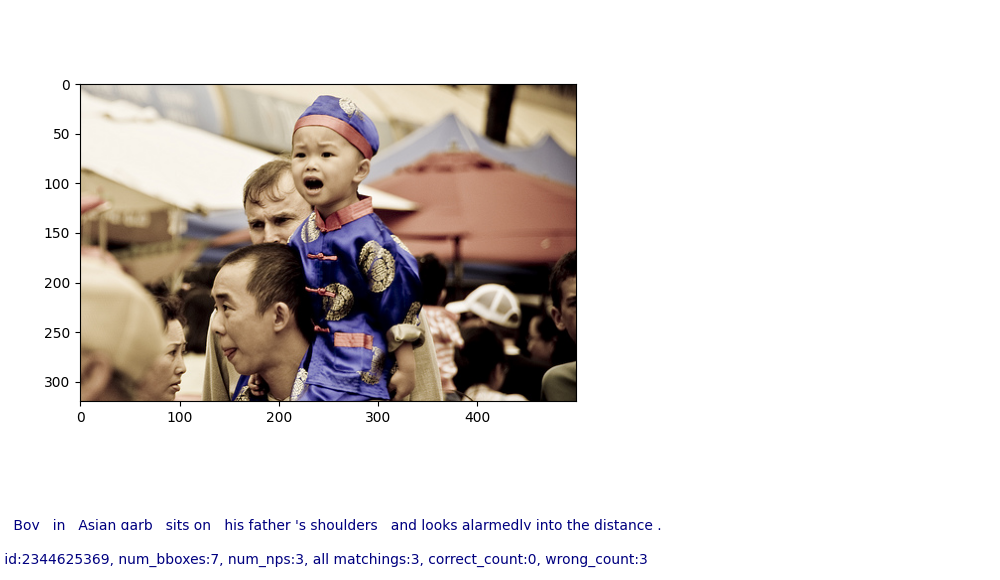 0
50
100
150
200
250
300
0 100 200 300 400
Boy in Asian garb sits on his father 's shoulders and looks alarmedly into the distance .
id:2344625369, num_bboxes:7, num_nps:3, all matchings:3, correct_count:0, wrong_count:3